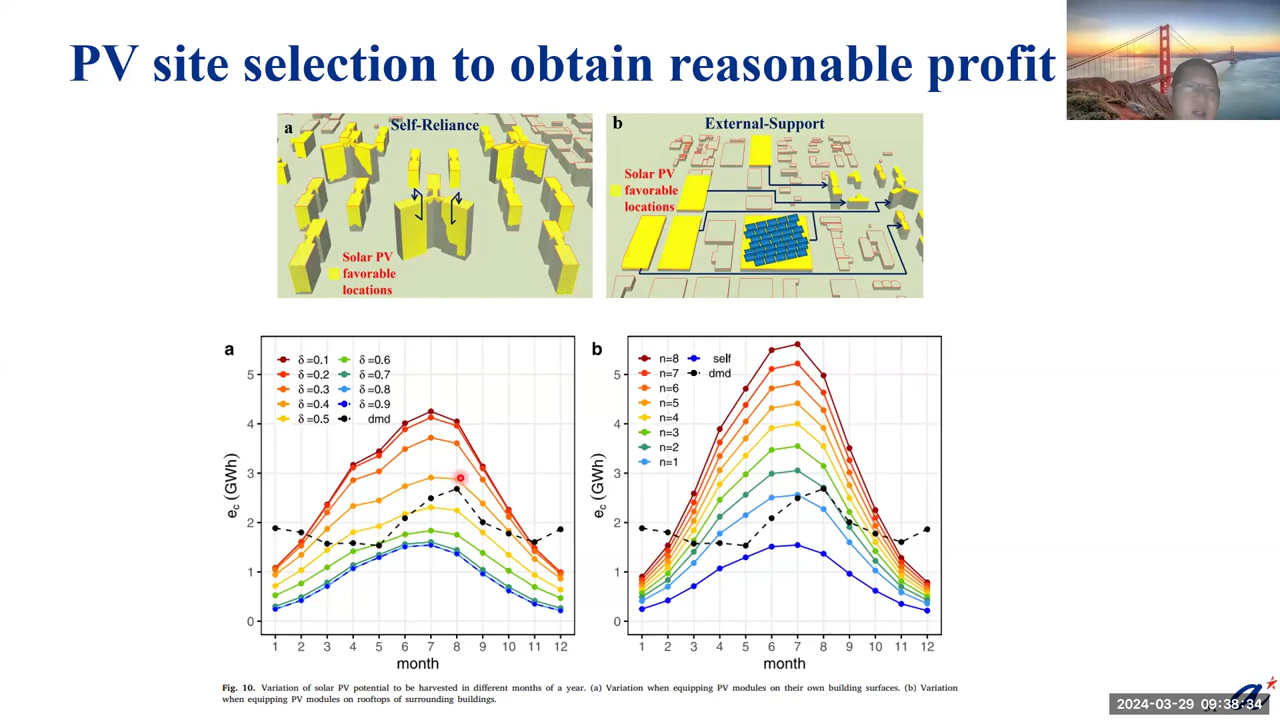 PV site selection to obtain reasonable profit
a
Self-Reliance
Solar PV
favorable
locations
b
External-Support
Solar PV
favorable
locations
a
δ =0.1
δ =0.2
δ =0.3
δ =0.4
δ =0.5
δ =0.6
δ =0.7
δ =0.8
δ =0.9
dmd
e_c (GWh)
5
4
3
2
1
0
1 2 3 4 5 6 7 8 9 10 11 12
month
b
n=8
n=7
n=6
n=5
n=4
n=3
n=2
n=1
self
dmd
e_c (GWh)
5
4
3
2
1
0
1 2 3 4 5 6 7 8 9 10 11 12
month
Fig. 10. Variation of solar PV potential to be harvested in different months of a year. (a) Variation when equipping PV modules on their own building surfaces. (b) Variation
when equipping PV modules on rooftops of surrounding buildings.
2024-03-29 09:38:34